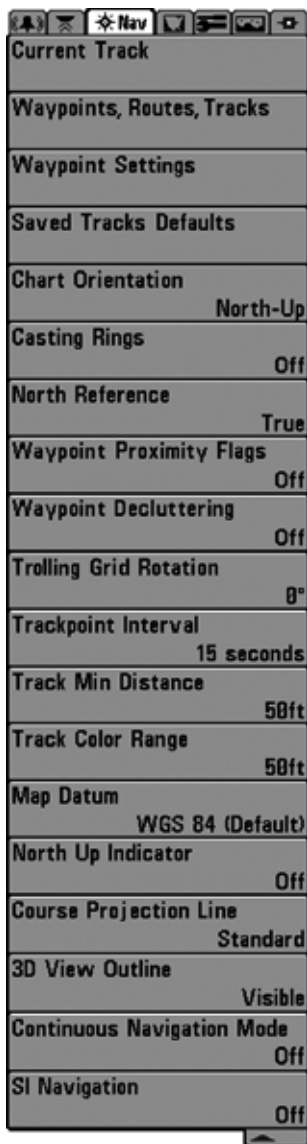 Nav
Current Track
Waypoints, Routes, Tracks
Waypoint Settings
Saved Tracks Defaults
Chart Orientation
North-Up
Casting Rings
Off
North Reference
True
Waypoint Proximity Flags
Off
Waypoint Decluttering
Off
Trolling Grid Rotation
0°
Trackpoint Interval
15 seconds
Track Min Distance
50ft
Track Color Range
50ft
Map Datum
WGS 84 (Default)
North Up Indicator
Off
Course Projection Line
Standard
3D View Outline
Visible
Continuous Navigation Mode
Off
SI Navigation
Off